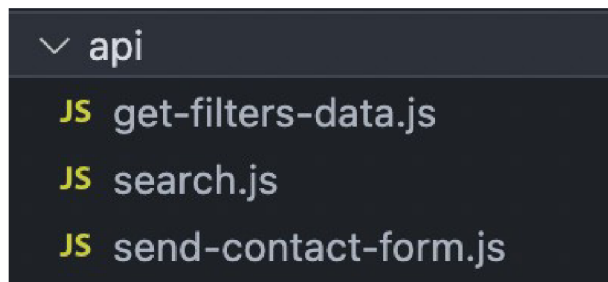 api
JS get-filters-data.js
JS search.js
JS send-contact-form.js